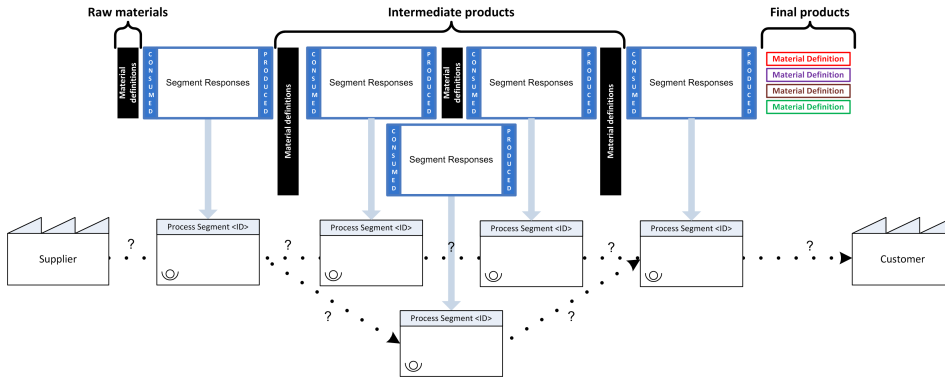 Raw materials
Intermediate products
Final products
Material
definitions
CONSUMED
Segment Responses
PRODUCED
Material definitions
CONSUMED
Segment Responses
PRODUCED
Material
definitions
CONSUMED
Segment Responses
PRODUCED
Material definitions
CONSUMED
Segment Responses
PRODUCED
Material Definition
Material Definition
Material Definition
Material Definition
CONSUMED
Segment Responses
PRODUCED
Supplier
?
Process Segment <ID>
?
Process Segment <ID>
?
Process Segment <ID>
?
Process Segment <ID>
?
Customer
?
Process Segment <ID>
?